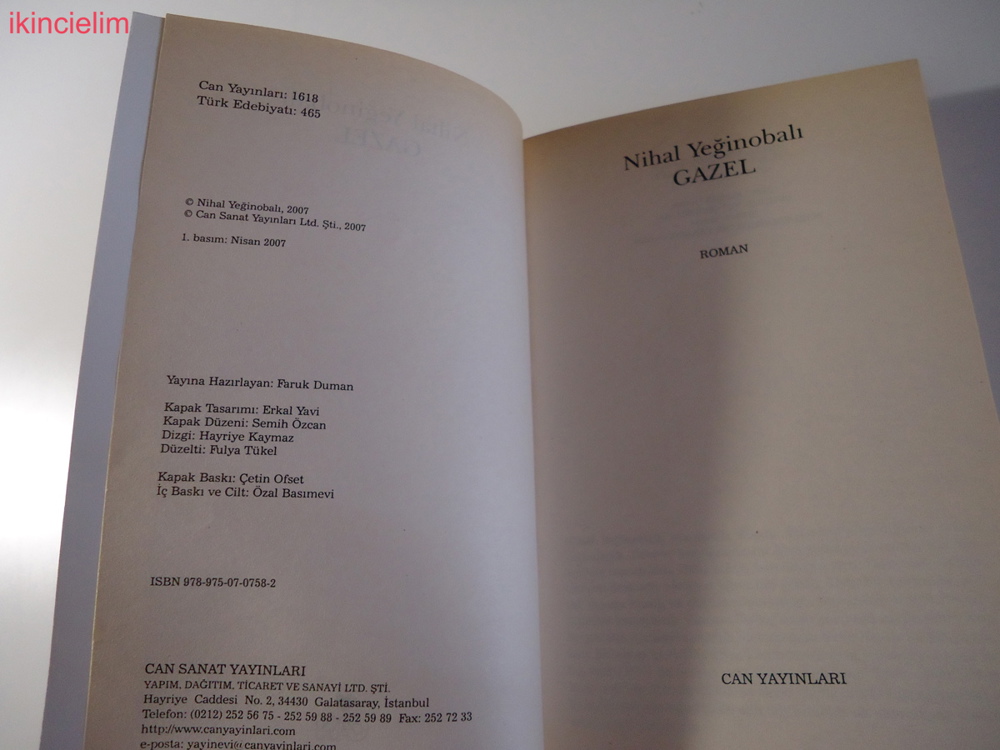 ikincielim
Can Yayınları: 1618
Türk Edebiyatı: 465
© Nihal Yeğinobalı, 2007
© Can Sanat Yayınları Ltd. Şti., 2007
1. basım: Nisan 2007
Yayına Hazırlayan: Faruk Duman
Kapak Tasarımı: Erkal Yavi
Kapak Düzeni: Semih Özcan
Dizgi: Hayriye Kaymaz
Düzelti: Fulya Tükel
Kapak Baskı: Çetin Ofset
İç Baskı ve Cilt: Özal Basımevi
ISBN 978-975-07-0758-2
CAN SANAT YAYINLARI
YAPIM, DAĞITIM, TİCARET VE SANAYİ LTD. ŞTİ.
Hayriye Caddesi No. 2, 34430 Galatasaray, İstanbul
Telefon: (0212) 252 56 75 - 252 59 88 - 252 59 89 Fax: 252 72 33
http://www.canyayinlari.com
e-posta: yayinevi@canyayinlari.com
Nihal Yeğinobalı
GAZEL
ROMAN
CAN YAYINLARI